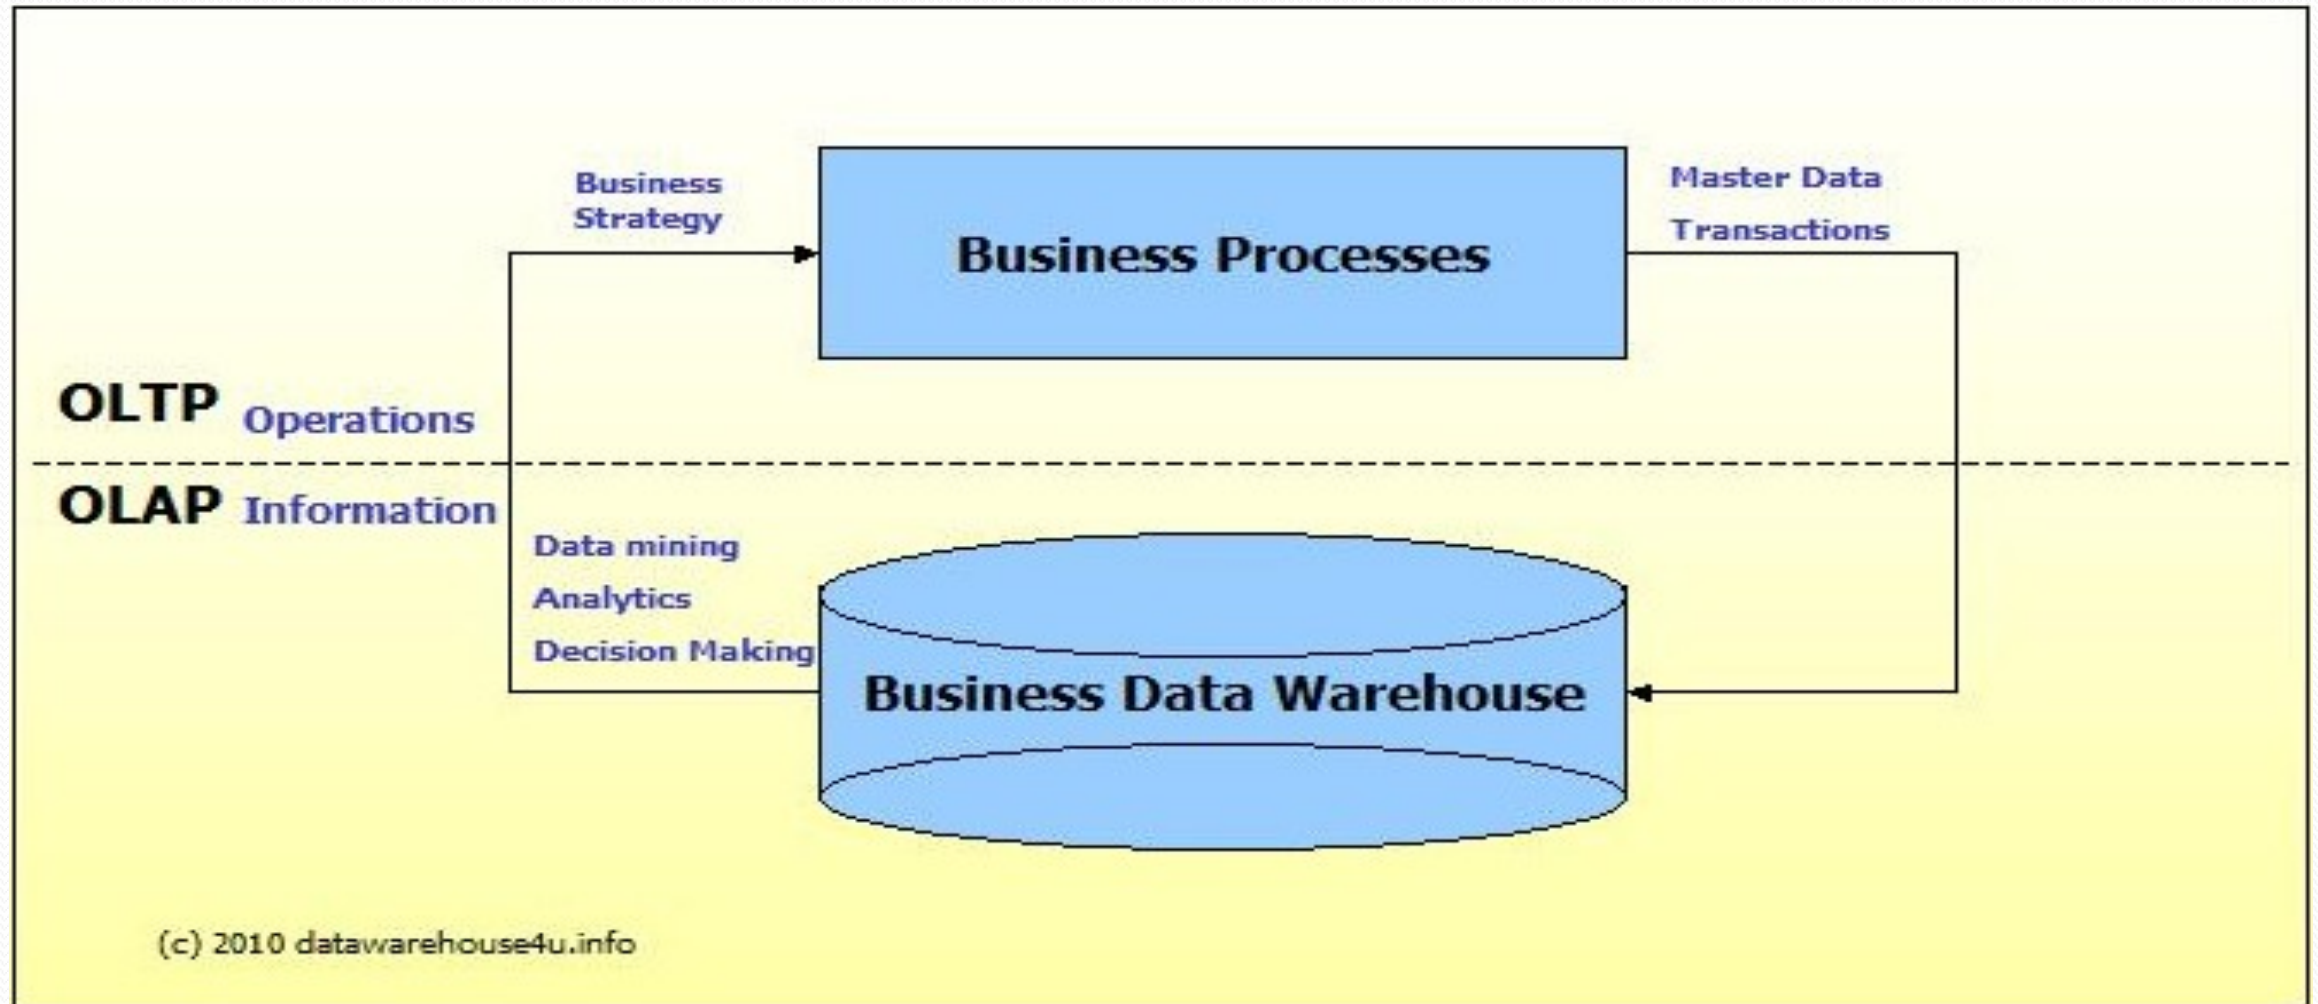 Business
Strategy
Business Processes
Master Data
Transactions
OLTP Operations
OLAP Information
Data mining
Analytics
Decision Making
Business Data Warehouse
(c) 2010 datawarehouse4u.info